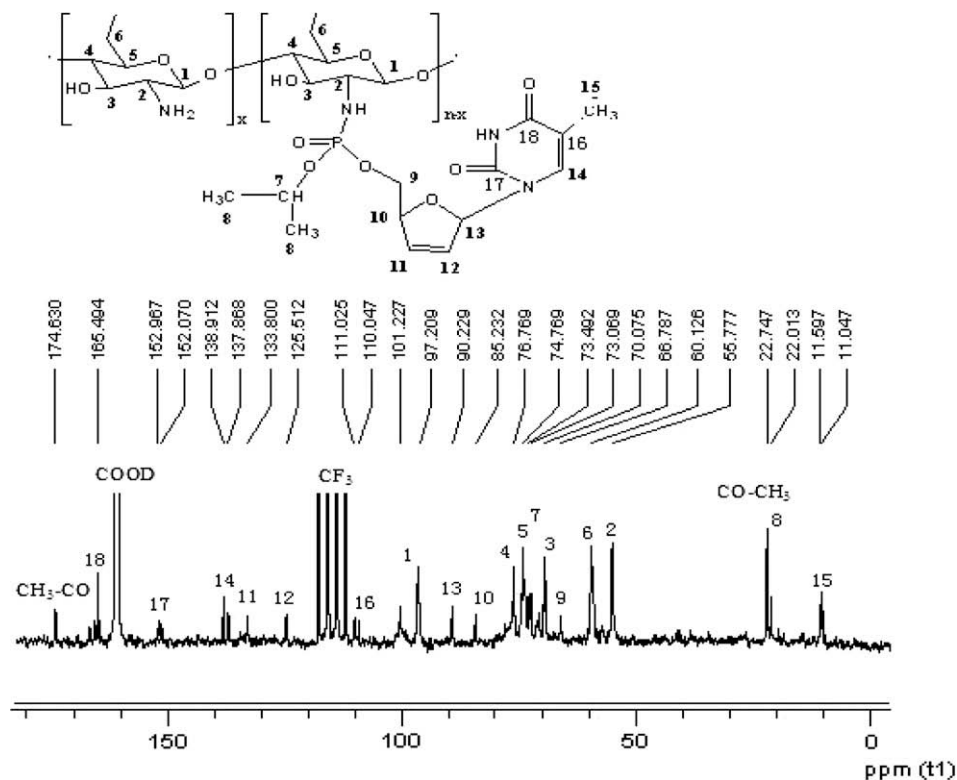 6 6
4 5 O 4 5 O
1 O 1 O
HO 3 2 HO 3 2
NH2 x NH n-x
O 15
CH3
18 16
NH
O=P O O 17 N 14
O 9
7 O
H3C CH 10 13
8 CH3
8 11 12
174.630
165.494
152.967
152.070
138.912
137.868
133.800
125.512
111.025
110.047
101.227
97.209
90.229
85.232
76.769
74.769
73.492
73.069
70.075
66.787
60.126
55.777
22.747
22.013
11.597
11.047
COOD CF3 CO-CH3
CH3-CO 18 17 14 11 12 16 1 13 10 4 5 7 3 9 6 2 8 15
150 100 50 0
ppm (t1)